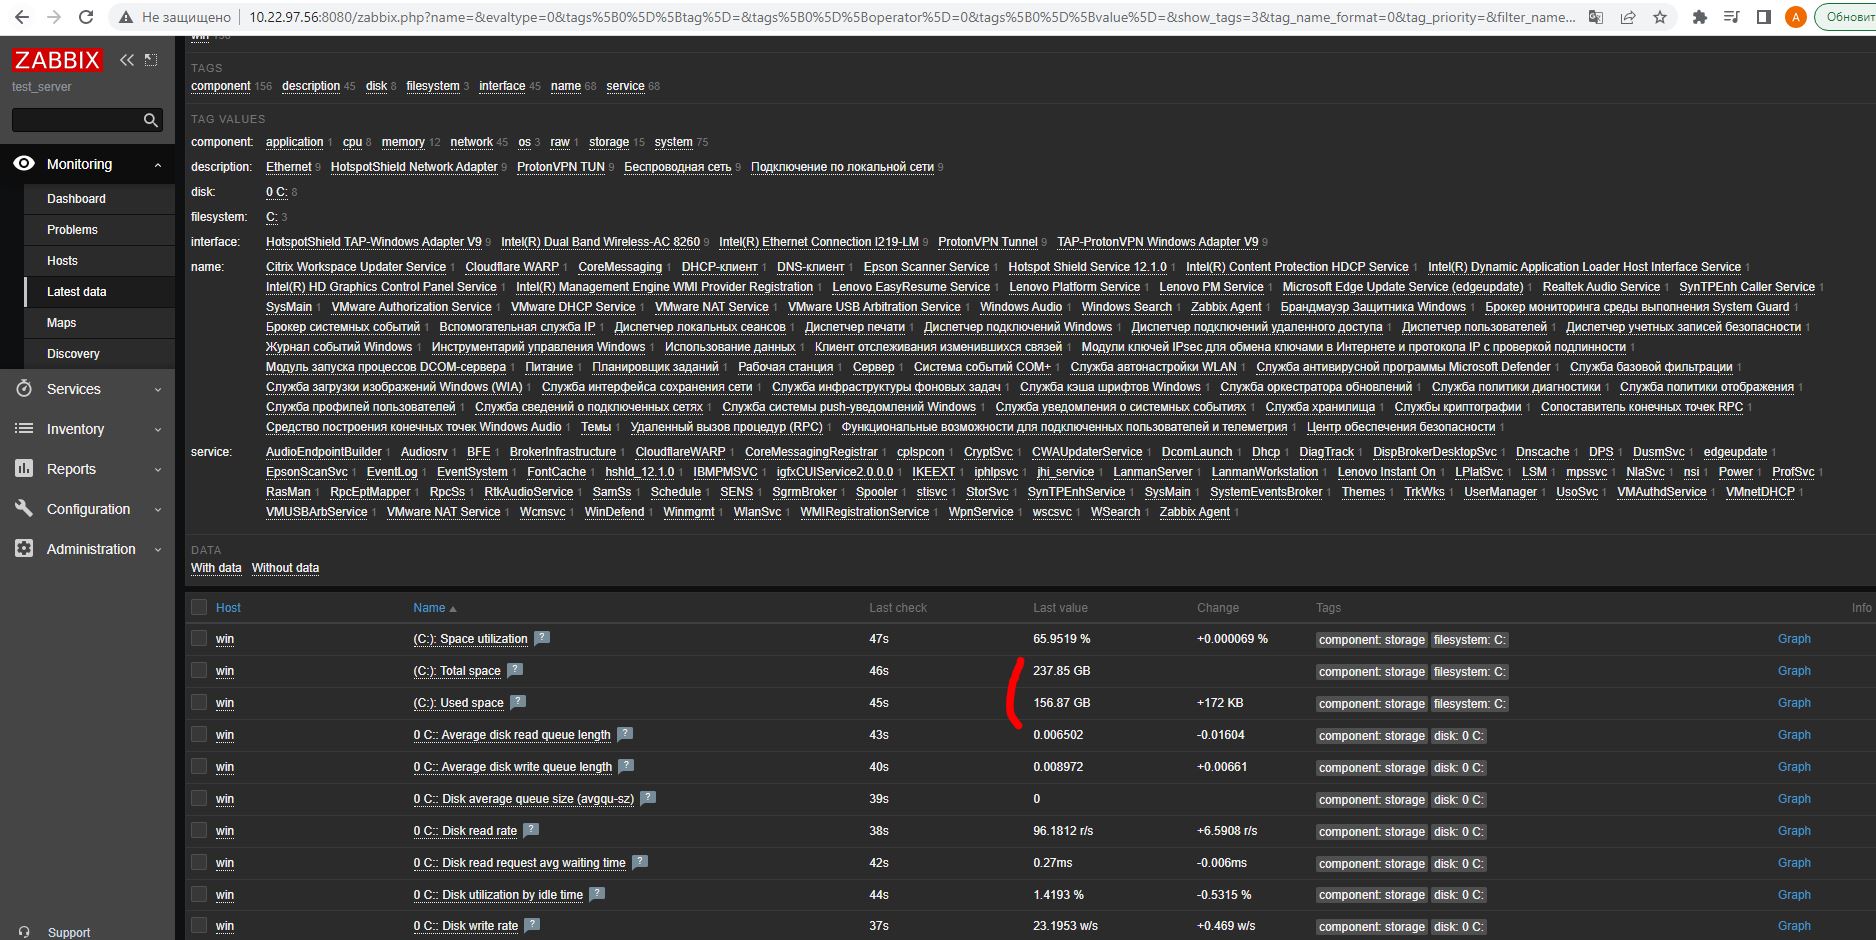 Не защищено 10.22.97.56:8080/zabbix.php?name=&evaltype=0&tags%5B0%5D%5Btag%5D=&tags%5B0%5D%5Boperator%5D=0&tags%5B0%5D%5Bvalue%5D=&show_tags=3&tag_name_format=0&tag_priority=&filter_name... A Обновит
ZABBIX
test_server
Monitoring
Dashboard
Problems
Hosts
Latest data
Maps
Discovery
Services
Inventory
Reports
Configuration
Administration
Support
win 156
TAGS
component 156 description 45 disk 8 filesystem 3 interface 45 name 68 service 68
TAG VALUES
component: application 1 cpu 8 memory 12 network 45 os 3 raw 1 storage 15 system 75
description: Ethernet 9 HotspotShield Network Adapter 9 ProtonVPN TUN 9 Беспроводная сеть 9 Подключение по локальной сети 9
disk: 0 C: 8
filesystem: C: 3
interface: HotspotShield TAP-Windows Adapter V9 9 Intel(R) Dual Band Wireless-AC 8260 9 Intel(R) Ethernet Connection I219-LM 9 ProtonVPN Tunnel 9 TAP-ProtonVPN Windows Adapter V9 9
name: Citrix Workspace Updater Service 1 Cloudflare WARP 1 CoreMessaging 1 DHCP-клиент 1 DNS-клиент 1 Epson Scanner Service 1 Hotspot Shield Service 12.1.0 1 Intel(R) Content Protection HDCP Service 1 Intel(R) Dynamic Application Loader Host Interface Service 1
Intel(R) HD Graphics Control Panel Service 1 Intel(R) Management Engine WMI Provider Registration 1 Lenovo EasyResume Service 1 Lenovo Platform Service 1 Lenovo PM Service 1 Microsoft Edge Update Service (edgeupdate) 1 Realtek Audio Service 1 SynTPEnh Caller Service 1
SysMain 1 VMware Authorization Service 1 VMware DHCP Service 1 VMware NAT Service 1 VMware USB Arbitration Service 1 Windows Audio 1 Windows Search 1 Zabbix Agent 1 Брандмауэр Защитника Windows 1 Брокер мониторинга среды выполнения System Guard 1
Брокер системных событий 1 Вспомогательная служба IP 1 Диспетчер локальных сеансов 1 Диспетчер печати 1 Диспетчер подключений Windows 1 Диспетчер подключений удаленного доступа 1 Диспетчер пользователей 1 Диспетчер учетных записей безопасности 1
Журнал событий Windows 1 Инструментарий управления Windows 1 Использование данных 1 Клиент отслеживания изменившихся связей 1 Модули ключей IPsec для обмена ключами в Интернете и протокола IP с проверкой подлинности 1
Модуль запуска процессов DCOM-сервера 1 Питание 1 Планировщик заданий 1 Рабочая станция 1 Сервер 1 Система событий COM+ 1 Служба автонастройки WLAN 1 Служба антивирусной программы Microsoft Defender 1 Служба базовой фильтрации 1
Служба загрузки изображений Windows (WIA) 1 Служба интерфейса сохранения сети 1 Служба инфраструктуры фоновых задач 1 Служба кэша шрифтов Windows 1 Служба оркестратора обновлений 1 Служба политики диагностики 1 Служба политики отображения 1
Служба профилей пользователей 1 Служба сведений о подключенных сетях 1 Служба системы push-уведомлений Windows 1 Служба уведомления о системных событиях 1 Служба хранилища 1 Службы криптографии 1 Сопоставитель конечных точек RPC 1
Средство построения конечных точек Windows Audio 1 Темы 1 Удаленный вызов процедур (RPC) 1 Функциональные возможности для подключенных пользователей и телеметрия 1 Центр обеспечения безопасности 1
service: AudioEndpointBuilder 1 Audiosrv 1 BFE 1 BrokerInfrastructure 1 CloudflareWARP 1 CoreMessagingRegistrar 1 cplspcon 1 CryptSvc 1 CWAUpdaterService 1 DcomLaunch 1 Dhcp 1 DiagTrack 1 DispBrokerDesktopSvc 1 Dnscache 1 DPS 1 DusmSvc 1 edgeupdate 1
EpsonScanSvc 1 EventLog 1 EventSystem 1 FontCache 1 hshld_12.1.0 1 IBMPMSVC 1 igfxCUIService2.0.0.0 1 IKEEXT 1 iphlpsvc 1 jhi_service 1 LanmanServer 1 LanmanWorkstation 1 Lenovo Instant On 1 LPlatSvc 1 LSM 1 mpssvc 1 NlaSvc 1 nsi 1 Power 1 ProfSvc 1
RasMan 1 RpcEptMapper 1 RpcSs 1 RtkAudioService 1 SamSs 1 Schedule 1 SENS 1 SgrmBroker 1 Spooler 1 stisvc 1 StorSvc 1 SynTPEnhService 1 SysMain 1 SystemEventsBroker 1 Themes 1 TrkWks 1 UserManager 1 UsoSvc 1 VMAuthdService 1 VMnetDHCP 1
VMUSBArbService 1 VMware NAT Service 1 Wcmsvc 1 WinDefend 1 Winmgmt 1 WlanSvc 1 WMIRegistrationService 1 WpnService 1 wscsvc 1 WSearch 1 Zabbix Agent 1
DATA
With data Without data
Host Name Last check Last value Change Tags Info
win (C:): Space utilization ? 47s 65.9519 % +0.000069 % component: storage filesystem: C: Graph
win (C:): Total space ? 46s 237.85 GB component: storage filesystem: C: Graph
win (C:): Used space ? 45s 156.87 GB +172 KB component: storage filesystem: C: Graph
win 0 C:: Average disk read queue length ? 43s 0.006502 -0.01604 component: storage disk: 0 C: Graph
win 0 C:: Average disk write queue length ? 40s 0.008972 +0.00661 component: storage disk: 0 C: Graph
win 0 C:: Disk average queue size (avgqu-sz) ? 39s 0 component: storage disk: 0 C: Graph
win 0 C:: Disk read rate ? 38s 96.1812 r/s +6.5908 r/s component: storage disk: 0 C: Graph
win 0 C:: Disk read request avg waiting time ? 42s 0.27ms -0.006ms component: storage disk: 0 C: Graph
win 0 C:: Disk utilization by idle time ? 44s 1.4193 % -0.5315 % component: storage disk: 0 C: Graph
win 0 C:: Disk write rate ? 37s 23.1953 w/s +0.469 w/s component: storage disk: 0 C: Graph